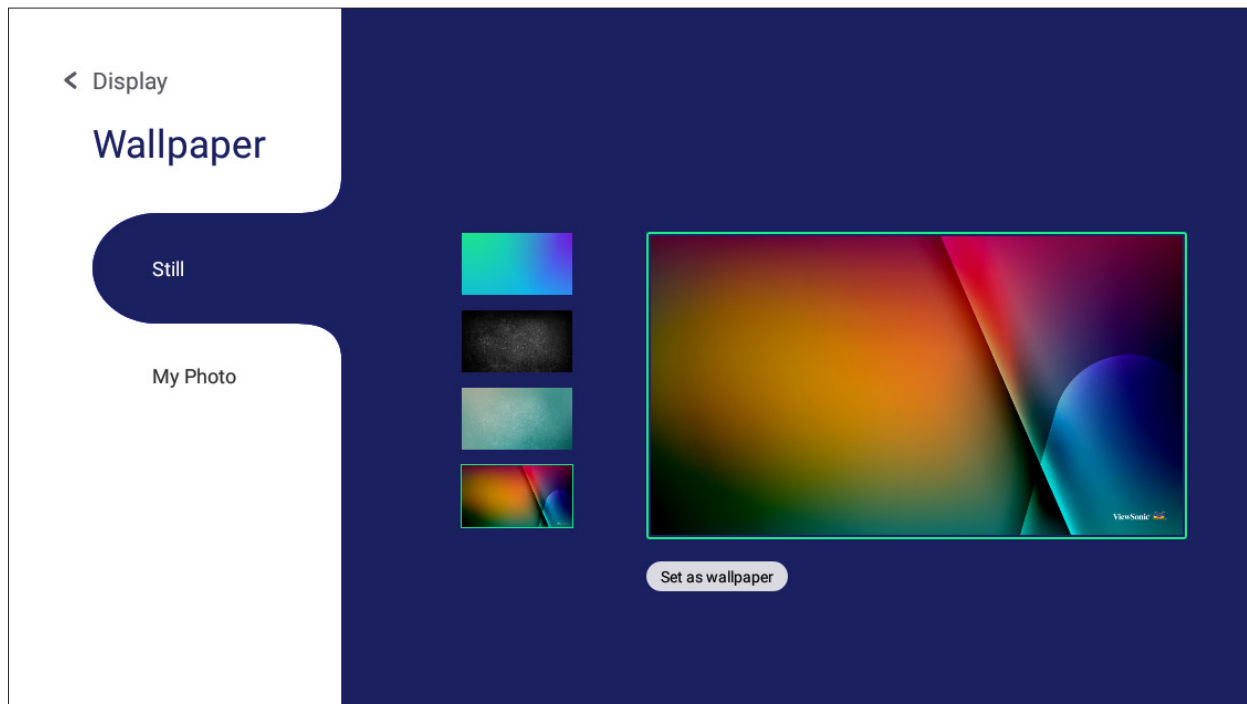 Display
Wallpaper
Still
My Photo
ViewSonic
Set as wallpaper